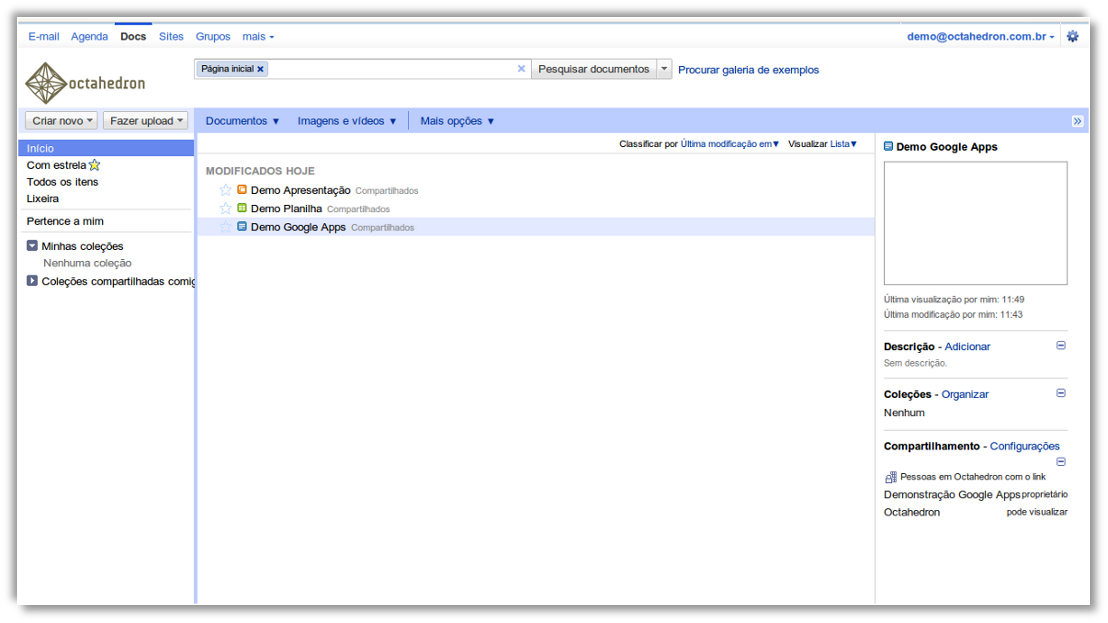 E-mail Agenda Docs Sites Grupos mais demo@octahedron.com.br
octahedron
Página inicial × × Pesquisar documentos Procurar galeria de exemplos
Criar novo Fazer upload Documentos Imagens e vídeos Mais opções »
Início
Com estrela
Todos os itens
Lixeira
Pertence a mim
Minhas coleções
Nenhuma coleção
Coleções compartilhadas comig
Classificar por Última modificação em Visualizar Lista
MODIFICADOS HOJE
Demo Apresentação Compartilhados
Demo Planilha Compartilhados
Demo Google Apps Compartilhados
Demo Google Apps
Última visualização por mim: 11:49
Última modificação por mim: 11:43
Descrição - Adicionar
Sem descrição.
Coleções - Organizar
Nenhum
Compartilhamento - Configurações
Pessoas em Octahedron com o link
Demonstração Google Apps proprietário
Octahedron pode visualizar